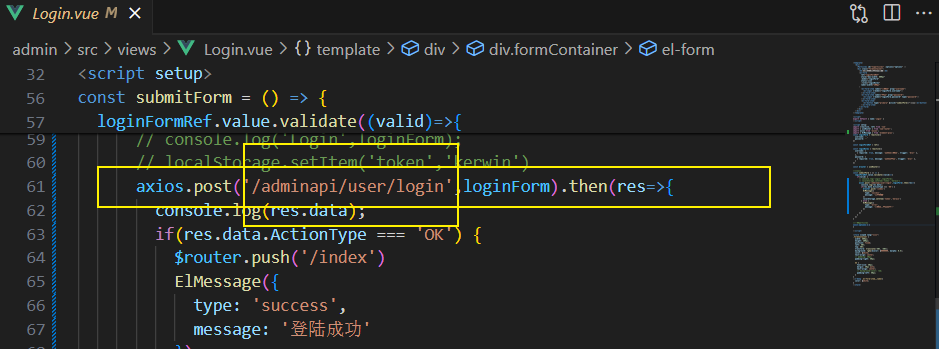 Login.vue M
admin > src > views > Login.vue > {} template > div > div.formContainer > el-form
32 <script setup>
56 const submitForm = () => {
57 loginFormRef.value.validate((valid)=>{
59 // console.log('login',loginForm);
60 // localStorage.setItem('token','kerwin')
61 axios.post('/adminapi/user/login',loginForm).then(res=>{
62 console.log(res.data);
63 if(res.data.ActionType === 'OK') {
64 $router.push('/index')
65 ElMessage({
66 type: 'success',
67 message: '登陆成功'
68 })